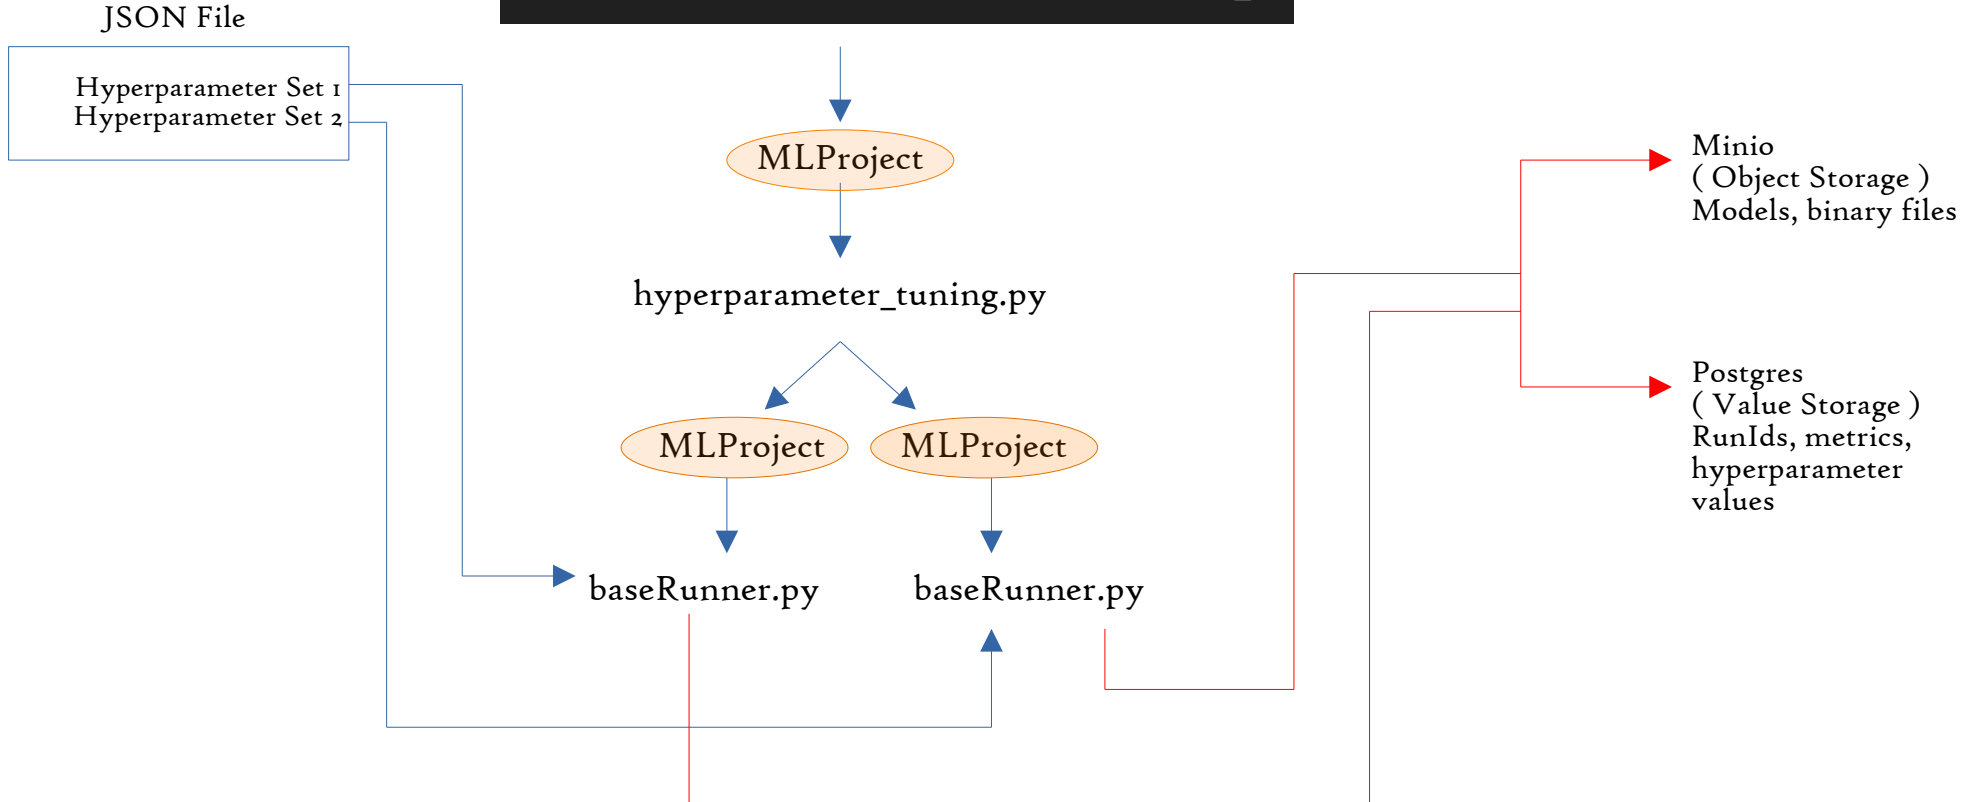 JSON File
Hyperparameter Set 1
Hyperparameter Set 2
MLProject
hyperparameter_tuning.py
MLProject
MLProject
baseRunner.py
baseRunner.py
Minio
( Object Storage )
Models, binary files
Postgres
( Value Storage )
RunIds, metrics,
hyperparameter
values